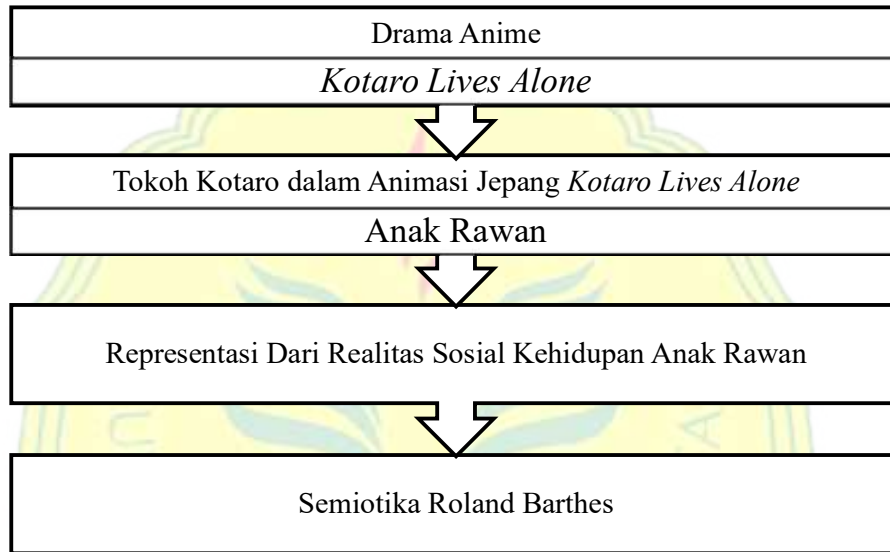 Drama Anime
Kotaro Lives Alone
Tokoh Kotaro dalam Animasi Jepang Kotaro Lives Alone
Anak Rawan
Representasi Dari Realitas Sosial Kehidupan Anak Rawan
Semiotika Roland Barthes